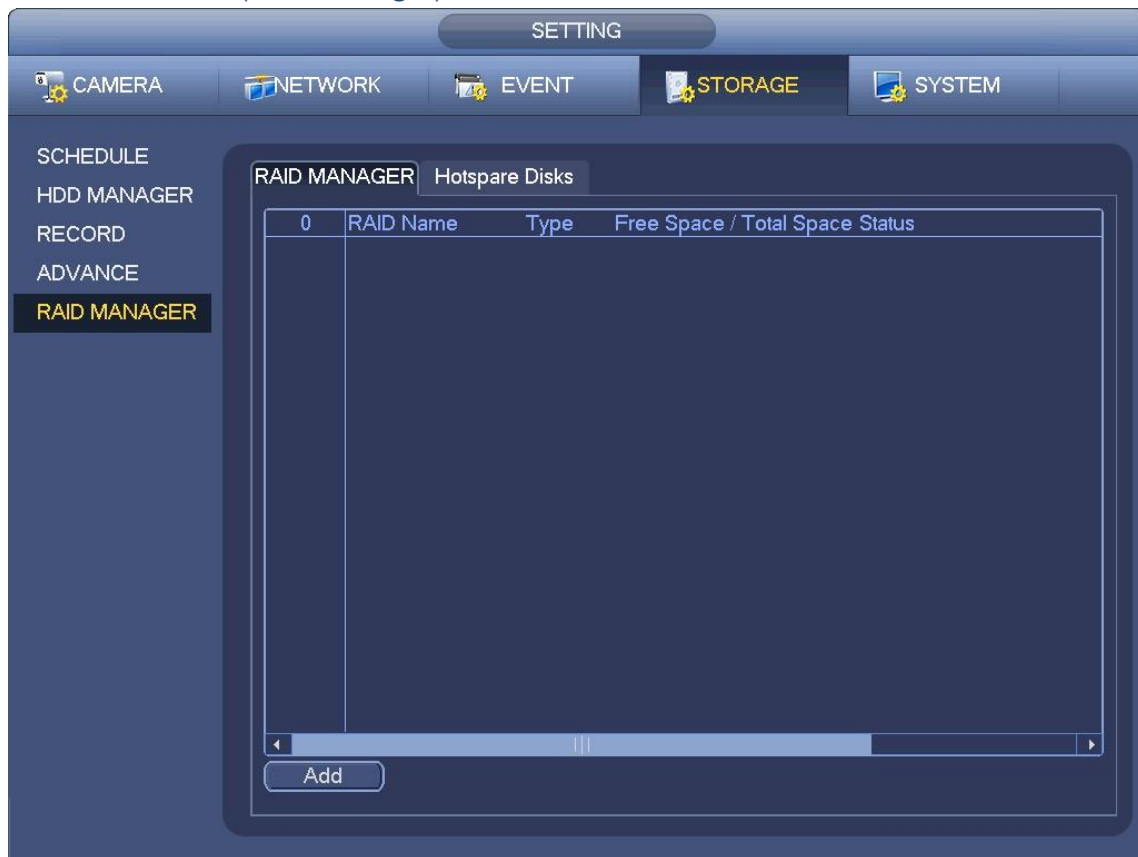 SETTING
CAMERA NETWORK EVENT STORAGE SYSTEM
SCHEDULE
HDD MANAGER
RECORD
ADVANCE
RAID MANAGER
RAID MANAGER Hotspare Disks
0 RAID Name Type Free Space / Total Space Status
Add